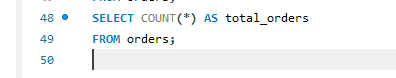 48 SELECT COUNT(*) AS total_orders
49 FROM orders;
50